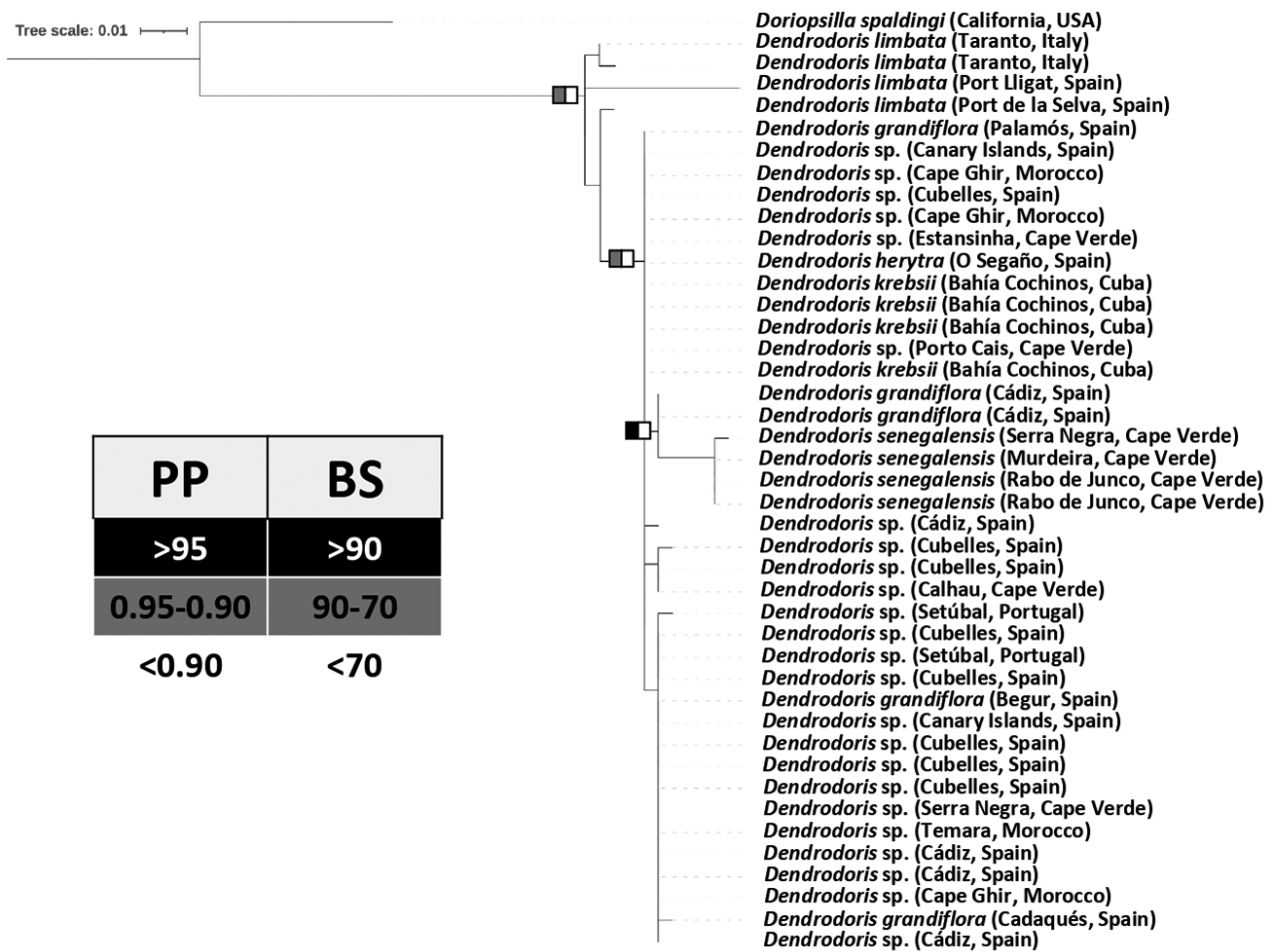 Tree scale: 0.01
Doriopsilla spaldingi (California, USA)
Dendrodoris limbata (Taranto, Italy)
Dendrodoris limbata (Taranto, Italy)
Dendrodoris limbata (Port Lligat, Spain)
Dendrodoris limbata (Port de la Selva, Spain)
Dendrodoris grandiflora (Palamós, Spain)
Dendrodoris sp. (Canary Islands, Spain)
Dendrodoris sp. (Cape Ghir, Morocco)
Dendrodoris sp. (Cubelles, Spain)
Dendrodoris sp. (Cape Ghir, Morocco)
Dendrodoris sp. (Estansinha, Cape Verde)
Dendrodoris herytra (O Segaño, Spain)
Dendrodoris krebsii (Bahía Cochinos, Cuba)
Dendrodoris krebsii (Bahía Cochinos, Cuba)
Dendrodoris krebsii (Bahía Cochinos, Cuba)
Dendrodoris sp. (Porto Cais, Cape Verde)
Dendrodoris krebsii (Bahía Cochinos, Cuba)
Dendrodoris grandiflora (Cádiz, Spain)
Dendrodoris grandiflora (Cádiz, Spain)
Dendrodoris senegalensis (Serra Negra, Cape Verde)
Dendrodoris senegalensis (Murdeira, Cape Verde)
Dendrodoris senegalensis (Rabo de Junco, Cape Verde)
Dendrodoris senegalensis (Rabo de Junco, Cape Verde)
Dendrodoris sp. (Cádiz, Spain)
Dendrodoris sp. (Cubelles, Spain)
Dendrodoris sp. (Cubelles, Spain)
Dendrodoris sp. (Calhau, Cape Verde)
Dendrodoris sp. (Setúbal, Portugal)
Dendrodoris sp. (Cubelles, Spain)
Dendrodoris sp. (Setúbal, Portugal)
Dendrodoris sp. (Cubelles, Spain)
Dendrodoris grandiflora (Begur, Spain)
Dendrodoris sp. (Canary Islands, Spain)
Dendrodoris sp. (Cubelles, Spain)
Dendrodoris sp. (Cubelles, Spain)
Dendrodoris sp. (Cubelles, Spain)
Dendrodoris sp. (Serra Negra, Cape Verde)
Dendrodoris sp. (Temara, Morocco)
Dendrodoris sp. (Cádiz, Spain)
Dendrodoris sp. (Cádiz, Spain)
Dendrodoris sp. (Cape Ghir, Morocco)
Dendrodoris grandiflora (Cadaqués, Spain)
Dendrodoris sp. (Cádiz, Spain)
PP BS
>95 >90
0.95-0.90 90-70
<0.90 <70